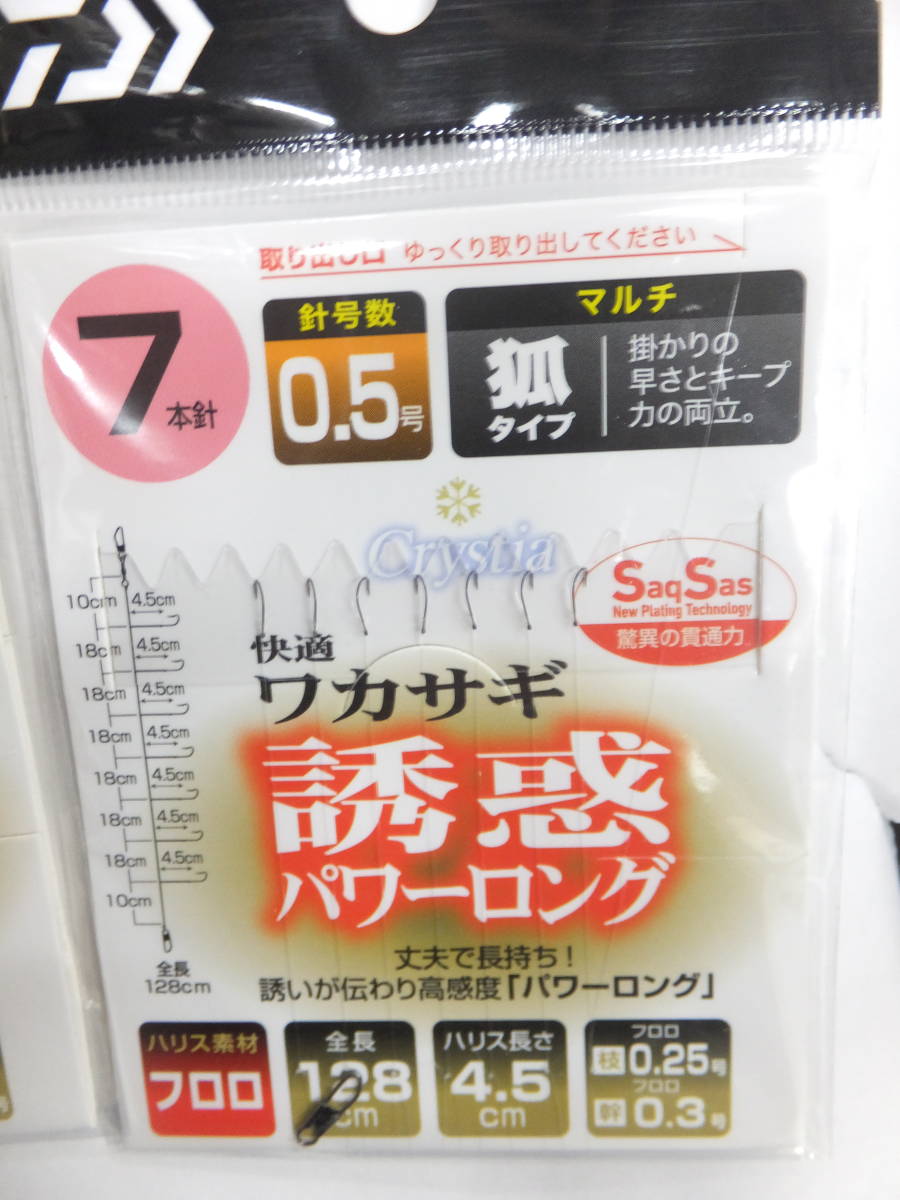 取り出し口 ゆっくり取り出してください
7本針
針号数
0.5号
マルチ
狐タイプ
掛かりの
早さとキープ
力の両立。
Crystia
SaqSas
New Plating Technology
驚異の貫通力
10cm 4.5cm
18cm 4.5cm
18cm 4.5cm
18cm 4.5cm
18cm 4.5cm
18cm 4.5cm
18cm 4.5cm
10cm
全長
128cm
快適
ワカサギ
誘惑
パワーロング
丈夫で長持ち！
誘いが伝わり高感度「パワーロング」
ハリス素材
フロロ
全長
128cm
ハリス長さ
4.5cm
フロロ
枝 0.25号
フロロ
幹 0.3号
号